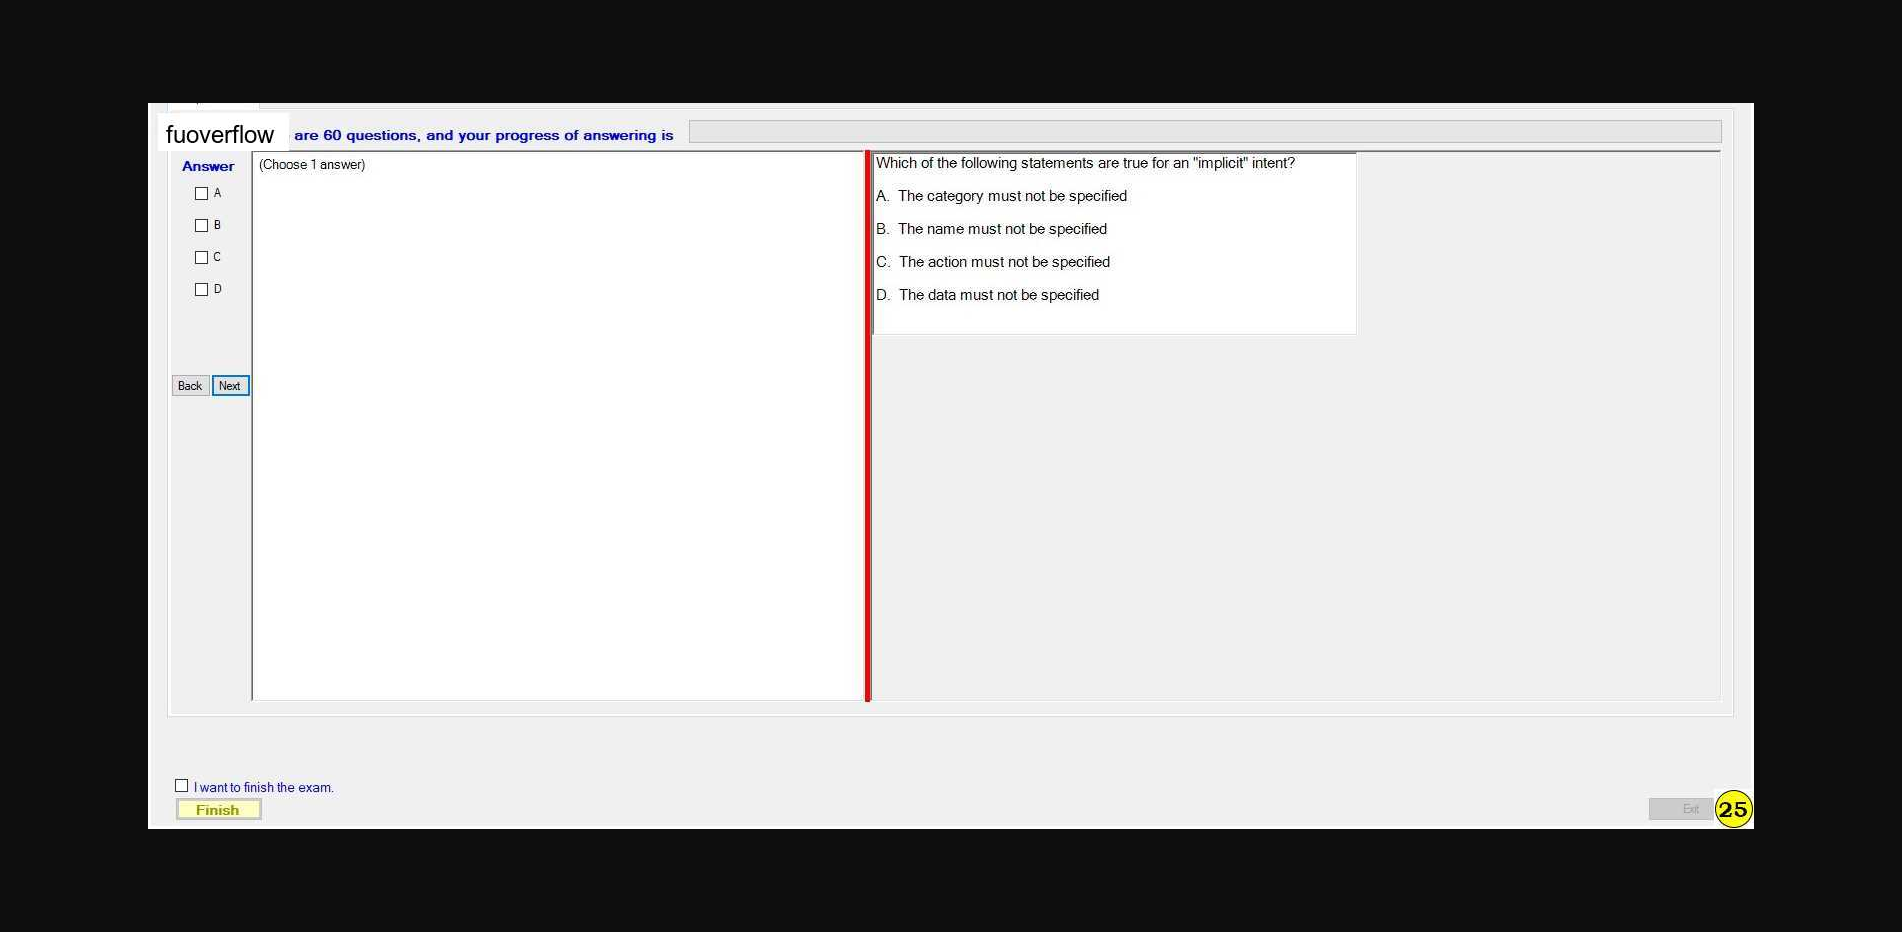 fuoverflow are 60 questions, and your progress of answering is
Answer
(Choose 1 answer)
A
B
C
D
Back Next
Which of the following statements are true for an "implicit" intent?
A. The category must not be specified
B. The name must not be specified
C. The action must not be specified
D. The data must not be specified
I want to finish the exam.
Finish
Exit
25